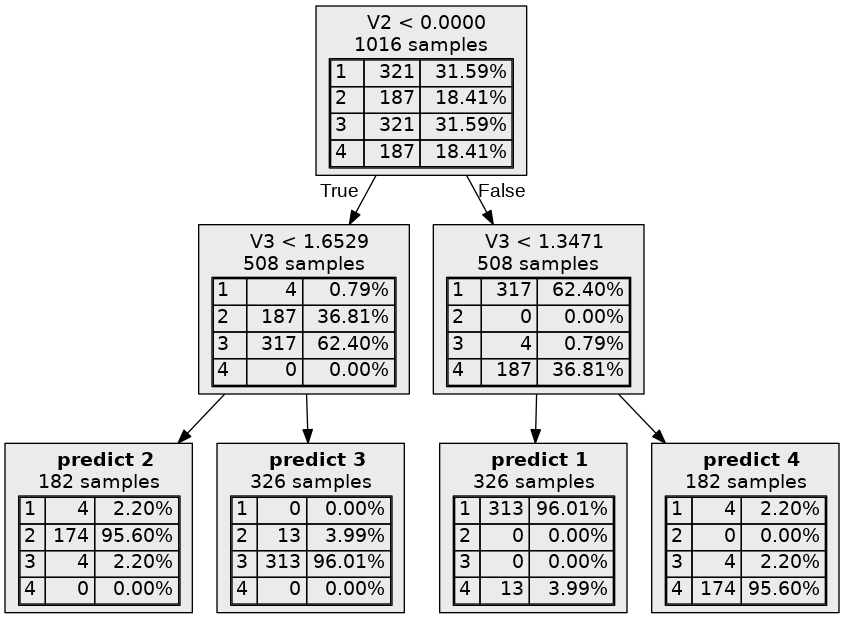 V2 < 0.0000
1016 samples
1 321 31.59%
2 187 18.41%
3 321 31.59%
4 187 18.41%
True False
V3 < 1.6529
508 samples
1 4 0.79%
2 187 36.81%
3 317 62.40%
4 0 0.00%
V3 < 1.3471
508 samples
1 317 62.40%
2 0 0.00%
3 4 0.79%
4 187 36.81%
predict 2
182 samples
1 4 2.20%
2 174 95.60%
3 4 2.20%
4 0 0.00%
predict 3
326 samples
1 0 0.00%
2 13 3.99%
3 313 96.01%
4 0 0.00%
predict 1
326 samples
1 313 96.01%
2 0 0.00%
3 0 0.00%
4 13 3.99%
predict 4
182 samples
1 4 2.20%
2 0 0.00%
3 4 2.20%
4 174 95.60%